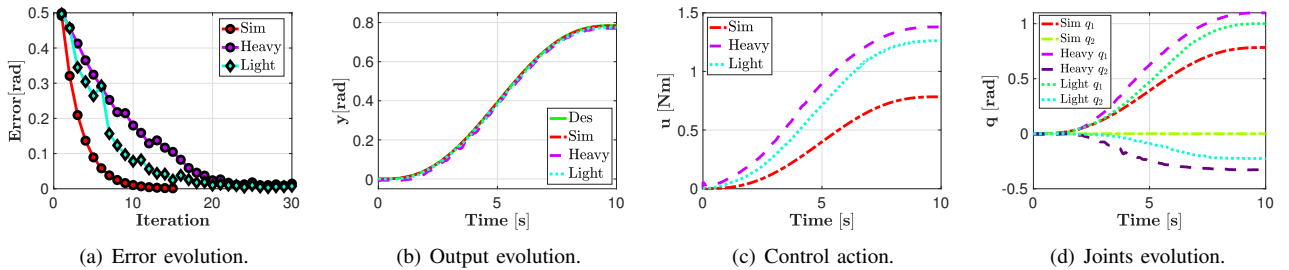 0.5
0.4
0.3
0.2
0.1
0
0
10
20
30
Error[rad]
Iteration
Sim
Heavy
Light
(a) Error evolution.
0.8
0.6
0.4
0.2
0
0
5
10
y[rad]
Time [s]
Des
Sim
Heavy
Light
(b) Output evolution.
1.5
1
0.5
0
0
5
10
u [Nm]
Time [s]
Sim
Heavy
Light
(c) Control action.
1
0.5
0
-0.5
0
5
10
q [rad]
Time [s]
Sim q1
Sim q2
Heavy q1
Heavy q2
Light q1
Light q2
(d) Joints evolution.